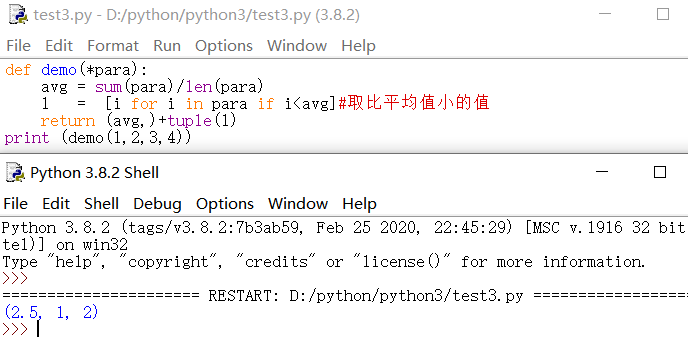 test3.py - D:/python/python3/test3.py (3.8.2)
File Edit Format Run Options Window Help
def demo(*para):
    avg = sum(para)/len(para)
    l   =  [i for i in para if i<avg]#取比平均值小的值
    return (avg,)+tuple(l)
print (demo(1,2,3,4))
Python 3.8.2 Shell
File Edit Shell Debug Options Window Help
Python 3.8.2 (tags/v3.8.2:7b3ab59, Feb 25 2020, 22:45:29) [MSC v.1916 32 bit
tel)] on win32
Type "help", "copyright", "credits" or "license()" for more information.
>>>
====================== RESTART: D:/python/python3/test3.py ===================
(2.5, 1, 2)
>>>